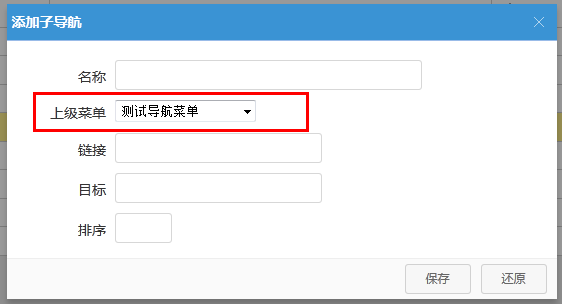 添加子导航
名称
上级菜单 测试导航菜单
链接
目标
排序
保存 还原